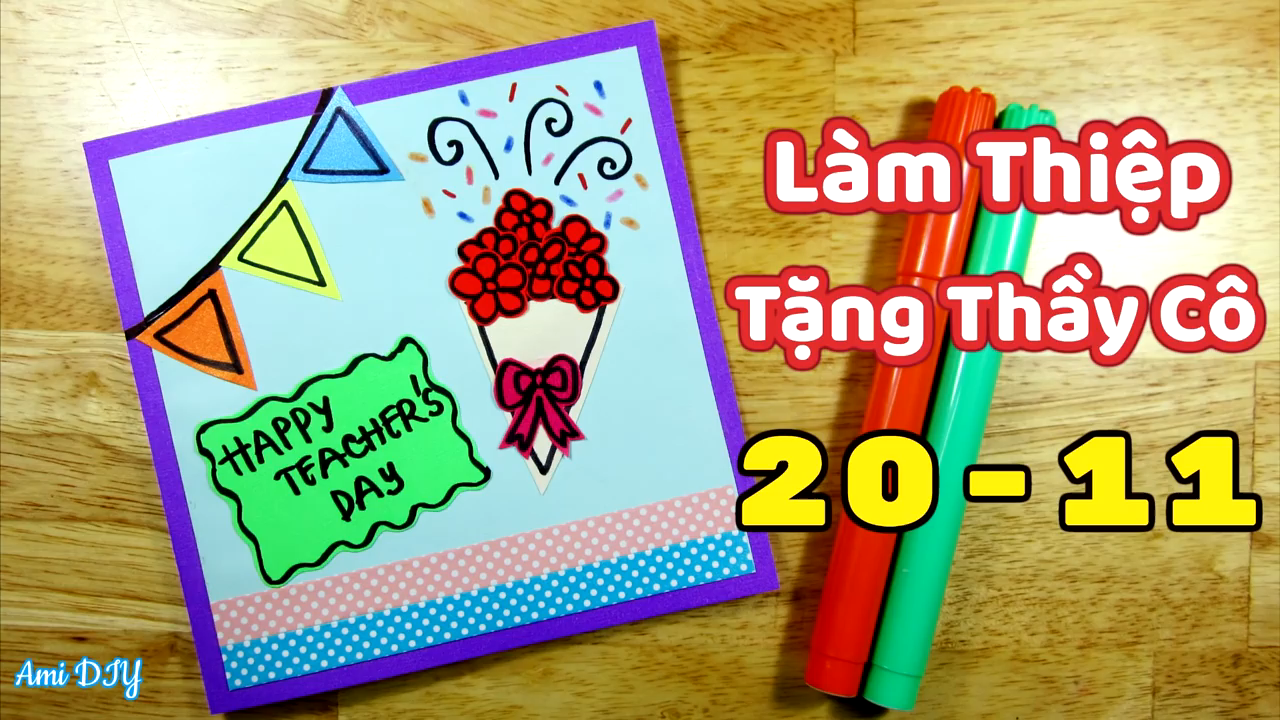 HAPPY
TEACHER'S
DAY
Làm Thiệp
Tặng Thầy Cô
20-11
Ami DIY